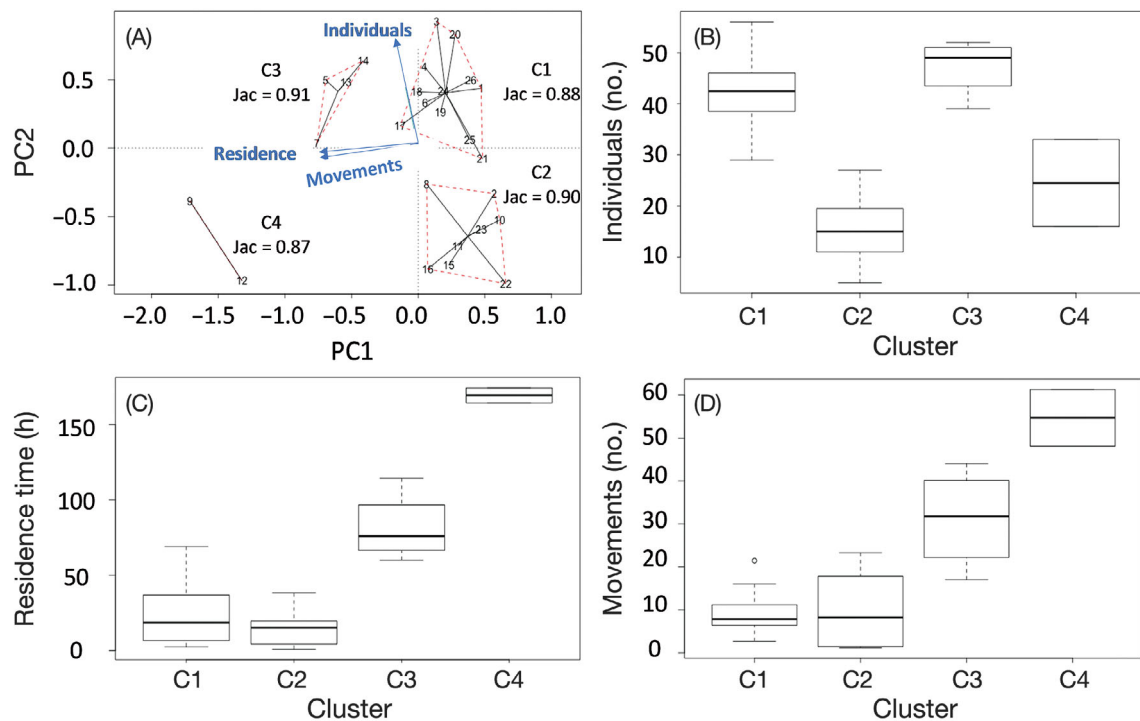 (A)
Individuals
3
20
C3
14
5
13
Jac = 0.91
4
18
24
26
1
6
19
17
25
21
7
C1
Jac = 0.88
Residence
Movements
C2
Jac = 0.90
8
2
10
23
11
15
16
22
9
C4
Jac = 0.87
12
PC2
0.5
0.0
−0.5
−1.0
−2.0 −1.5 −1.0 −0.5 0.0 0.5 1.0
PC1
(B)
Individuals (no.)
50
40
30
20
10
C1 C2 C3 C4
Cluster
(C)
Residence time (h)
150
100
50
0
C1 C2 C3 C4
Cluster
(D)
Movements (no.)
60
50
40
30
20
10
0
C1 C2 C3 C4
Cluster